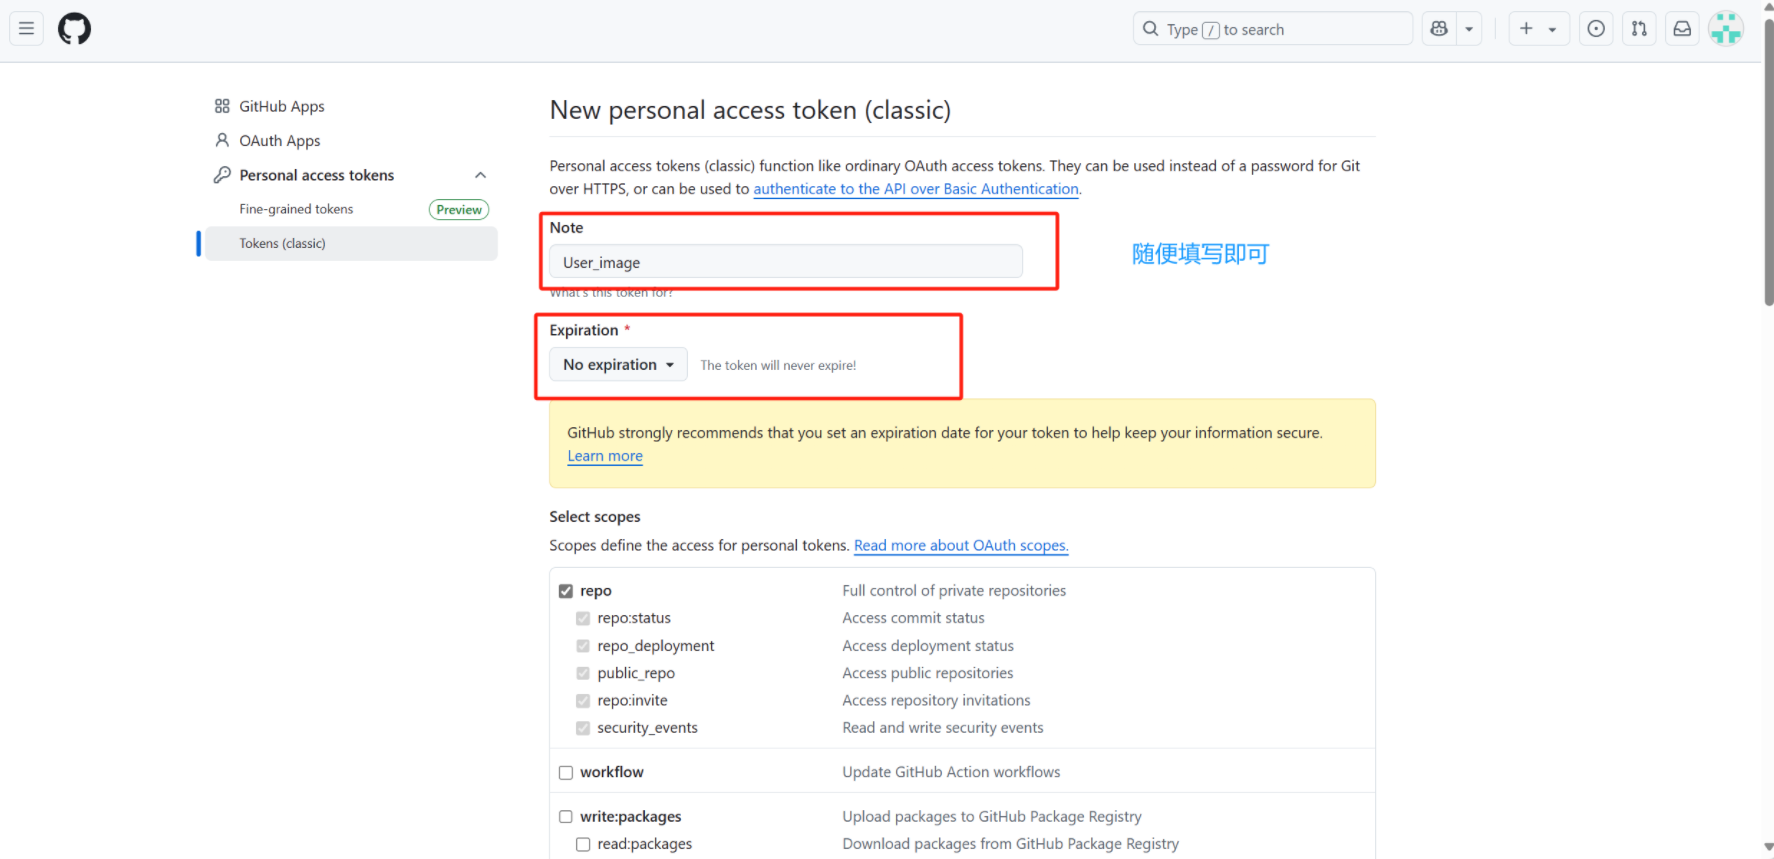 Type / to search
GitHub Apps
OAuth Apps
Personal access tokens
Fine-grained tokens Preview
Tokens (classic)
New personal access token (classic)
Personal access tokens (classic) function like ordinary OAuth access tokens. They can be used instead of a password for Git
over HTTPS, or can be used to authenticate to the API over Basic Authentication.
Note
User_image
随便填写即可
What's this token for?
Expiration *
No expiration The token will never expire!
GitHub strongly recommends that you set an expiration date for your token to help keep your information secure.
Learn more
Select scopes
Scopes define the access for personal tokens. Read more about OAuth scopes.
repo Full control of private repositories
repo:status Access commit status
repo_deployment Access deployment status
public_repo Access public repositories
repo:invite Access repository invitations
security_events Read and write security events
workflow Update GitHub Action workflows
write:packages Upload packages to GitHub Package Registry
read:packages Download packages from GitHub Package Registry